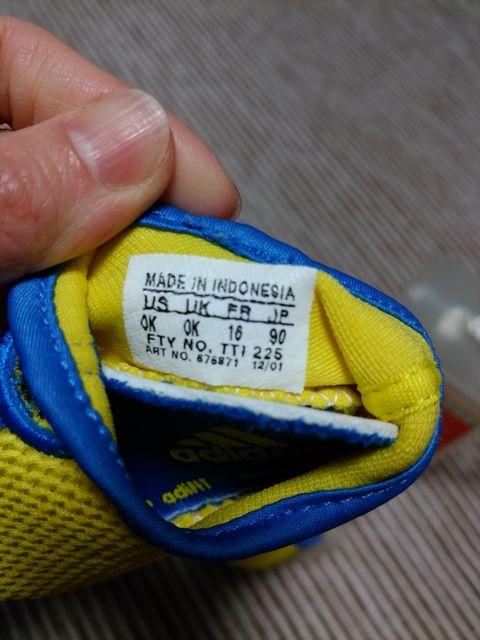 MADE IN INDONESIA
US UK FR JP
0K 0K 16 90
FTY NO. TTI 225
ART NO. 675871 12/01
adidas